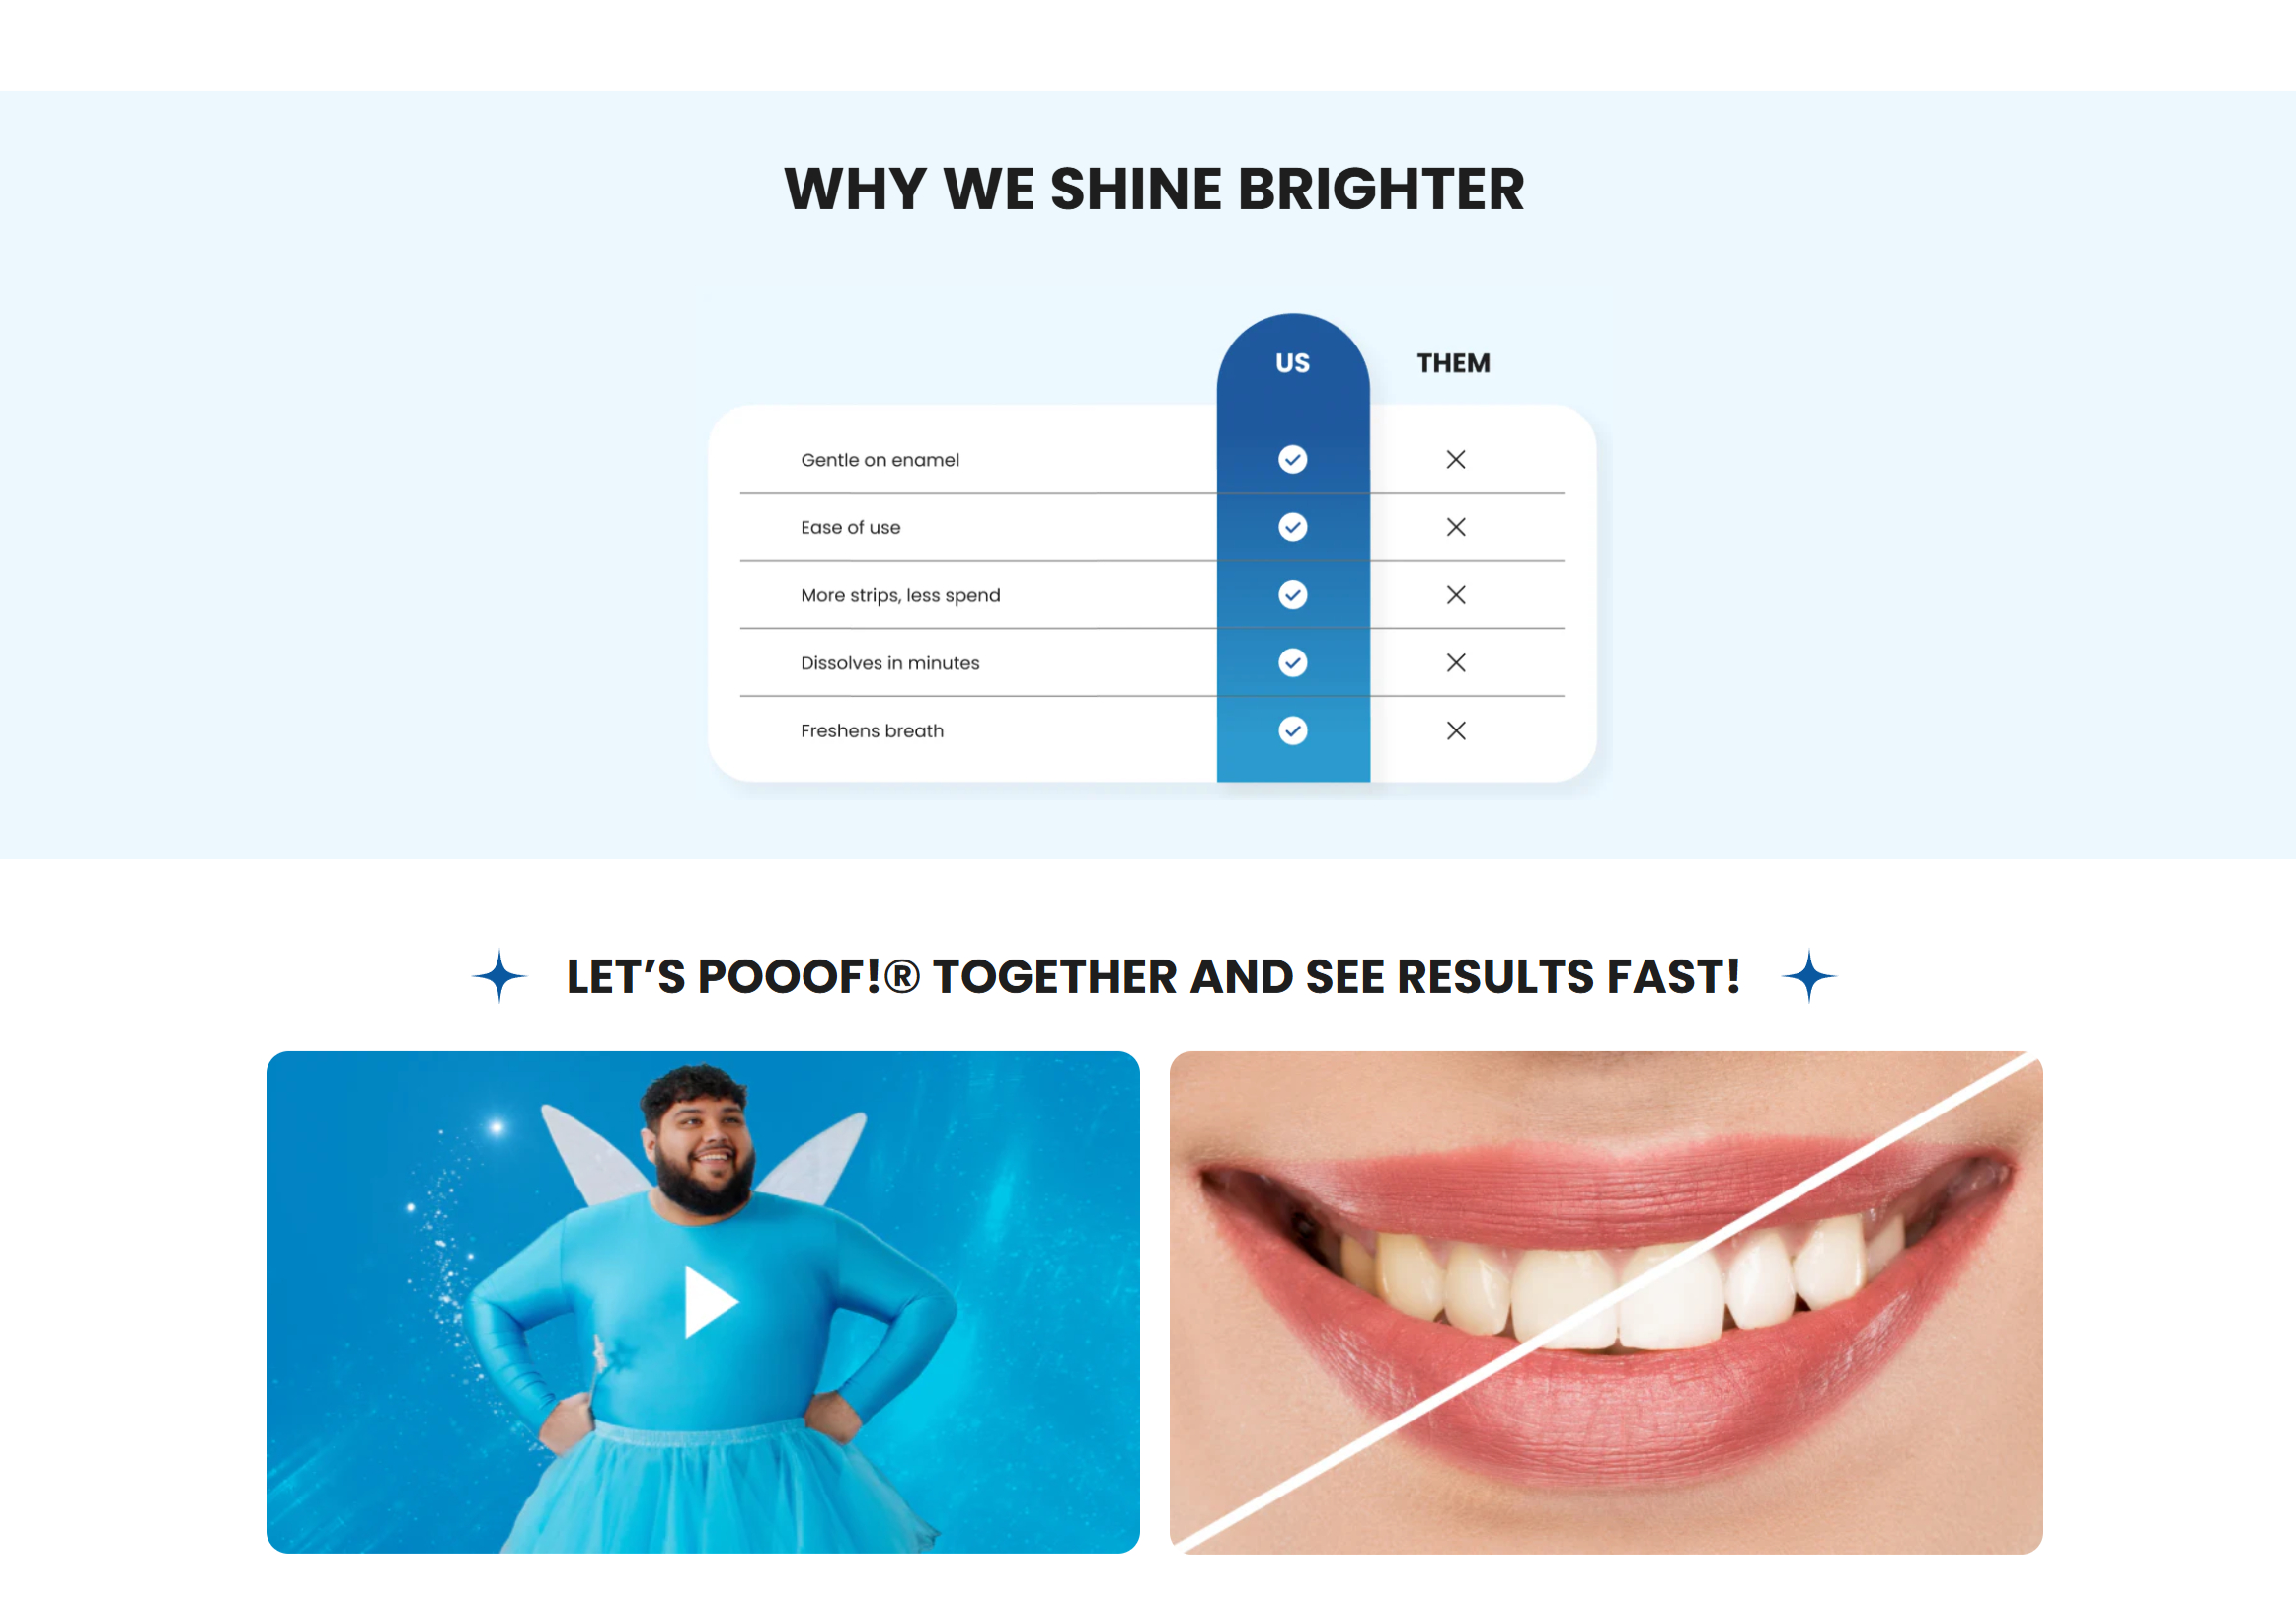 WHY WE SHINE BRIGHTER
US THEM
Gentle on enamel
Ease of use
More strips, less spend
Dissolves in minutes
Freshens breath
LET’S POOOF!® TOGETHER AND SEE RESULTS FAST!